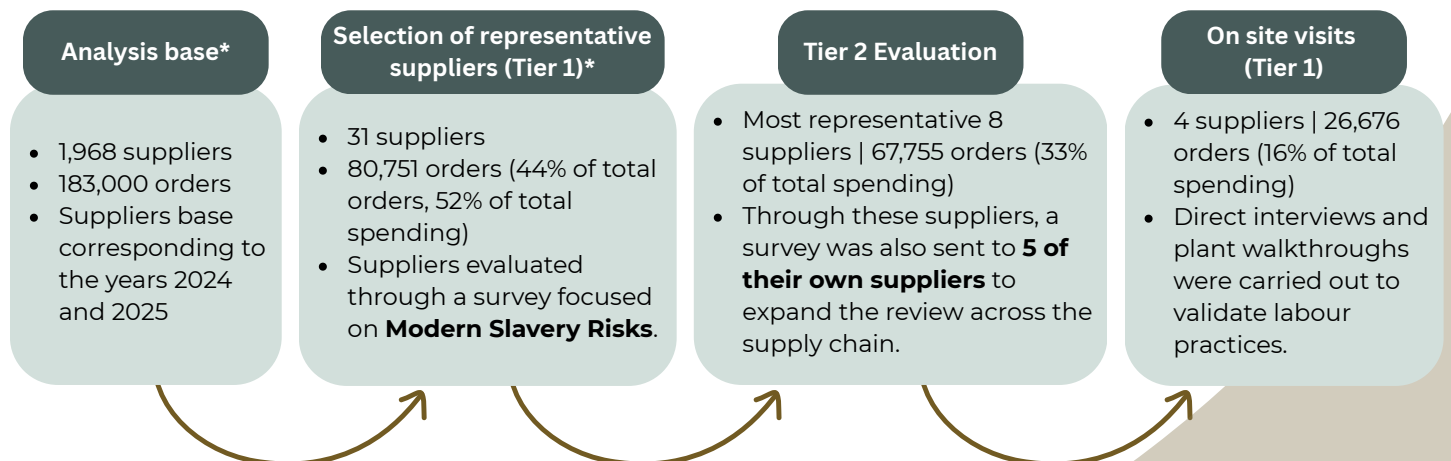 Analysis base*
• 1,968 suppliers
• 183,000 orders
• Suppliers base
corresponding to
the years 2024
and 2025
Selection of representative
suppliers (Tier 1)*
• 31 suppliers
• 80,751 orders (44% of total
orders, 52% of total
spending)
• Suppliers evaluated
through a survey focused
on Modern Slavery Risks.
Tier 2 Evaluation
• Most representative 8
suppliers | 67,755 orders (33%
of total spending)
• Through these suppliers, a
survey was also sent to 5 of
their own suppliers to
expand the review across the
supply chain.
On site visits
(Tier 1)
• 4 suppliers | 26,676
orders (16% of total
spending)
• Direct interviews and
plant walkthroughs
were carried out to
validate labour
practices.